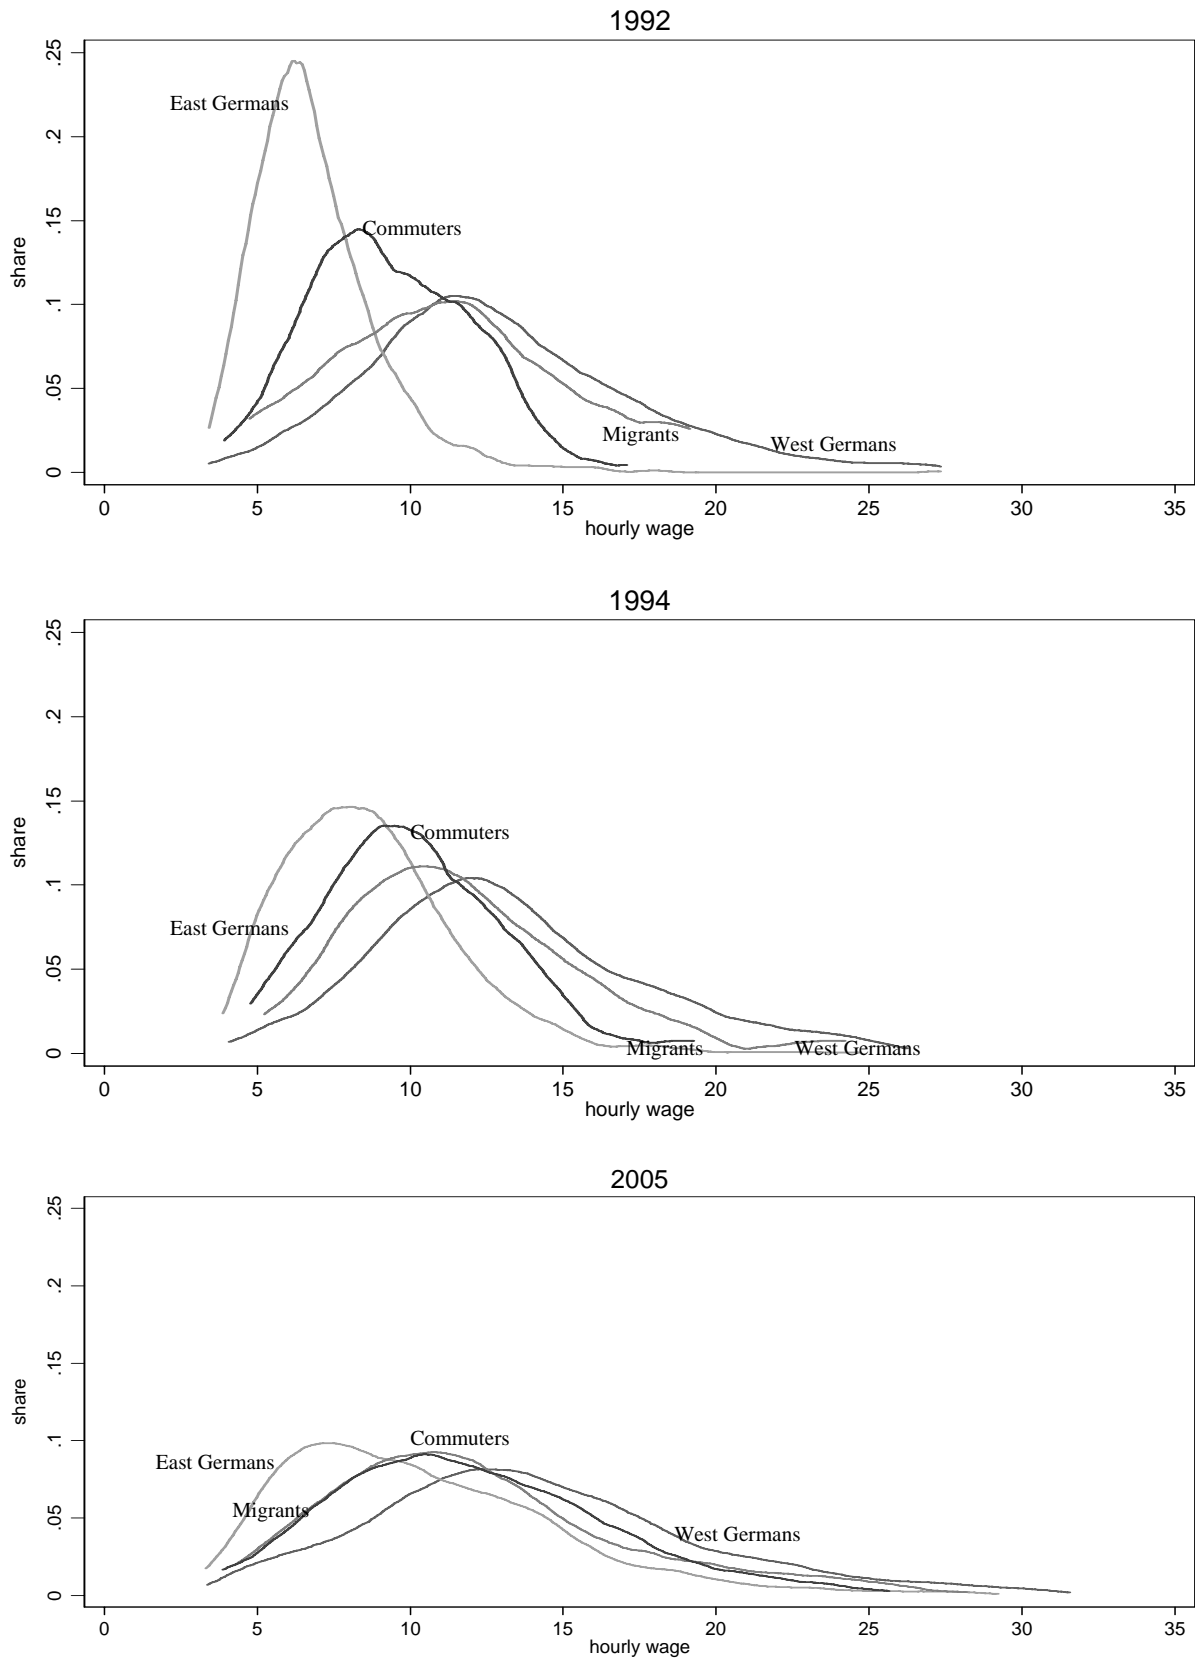 1992
.25
.2
.15
.1
.05
0
share
East Germans
Commuters
Migrants
West Germans
0 5 10 15 20 25 30 35
hourly wage
1994
.25
.2
.15
.1
.05
0
share
Commuters
East Germans
Migrants
West Germans
0 5 10 15 20 25 30 35
hourly wage
2005
.25
.2
.15
.1
.05
0
share
Commuters
East Germans
Migrants
West Germans
0 5 10 15 20 25 30 35
hourly wage